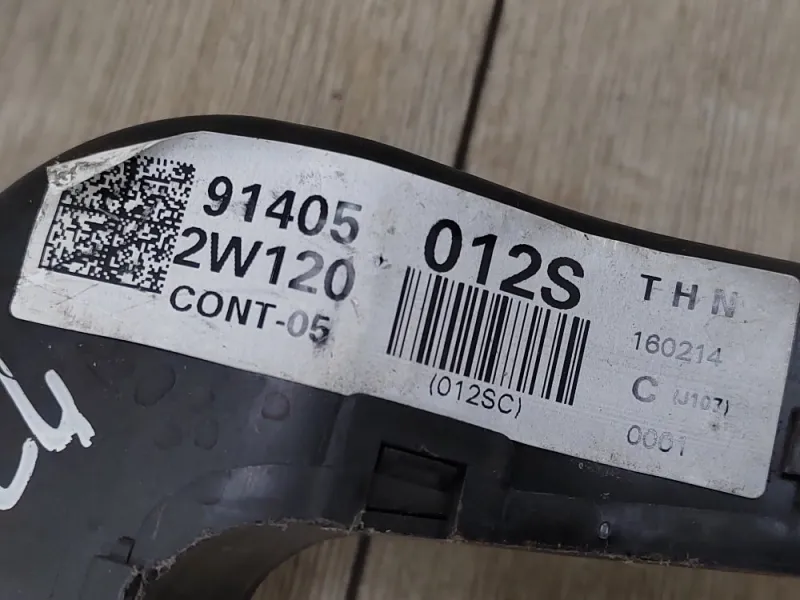 91405
2W120
CONT-05
012S
(012SC)
THN
160214
C (J107)
0001